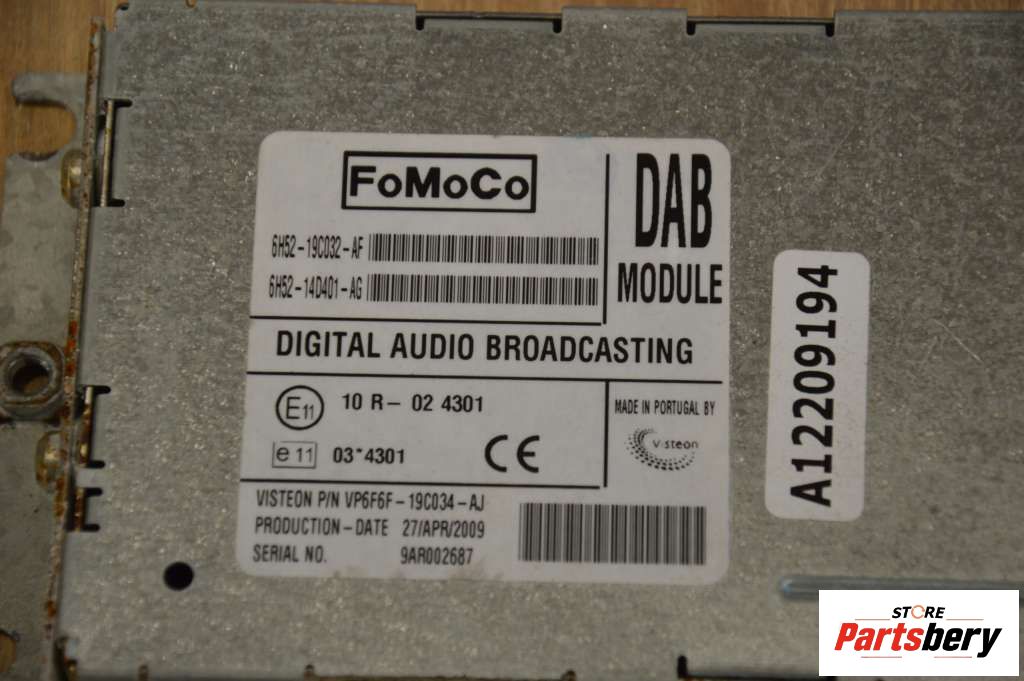 FoMoCo
6H52-19C032-AF
6H52-14D401-AG
DAB
MODULE
DIGITAL AUDIO BROADCASTING
E11 10 R- 02 4301
e 11 03*4301 CE
MADE IN PORTUGAL BY
Visteon
VISTEON P/N VP6F6F-19C034-AJ
PRODUCTION-DATE 27/APR/2009
SERIAL NO. 9AR002687
A12209194
STORE
Partsbery